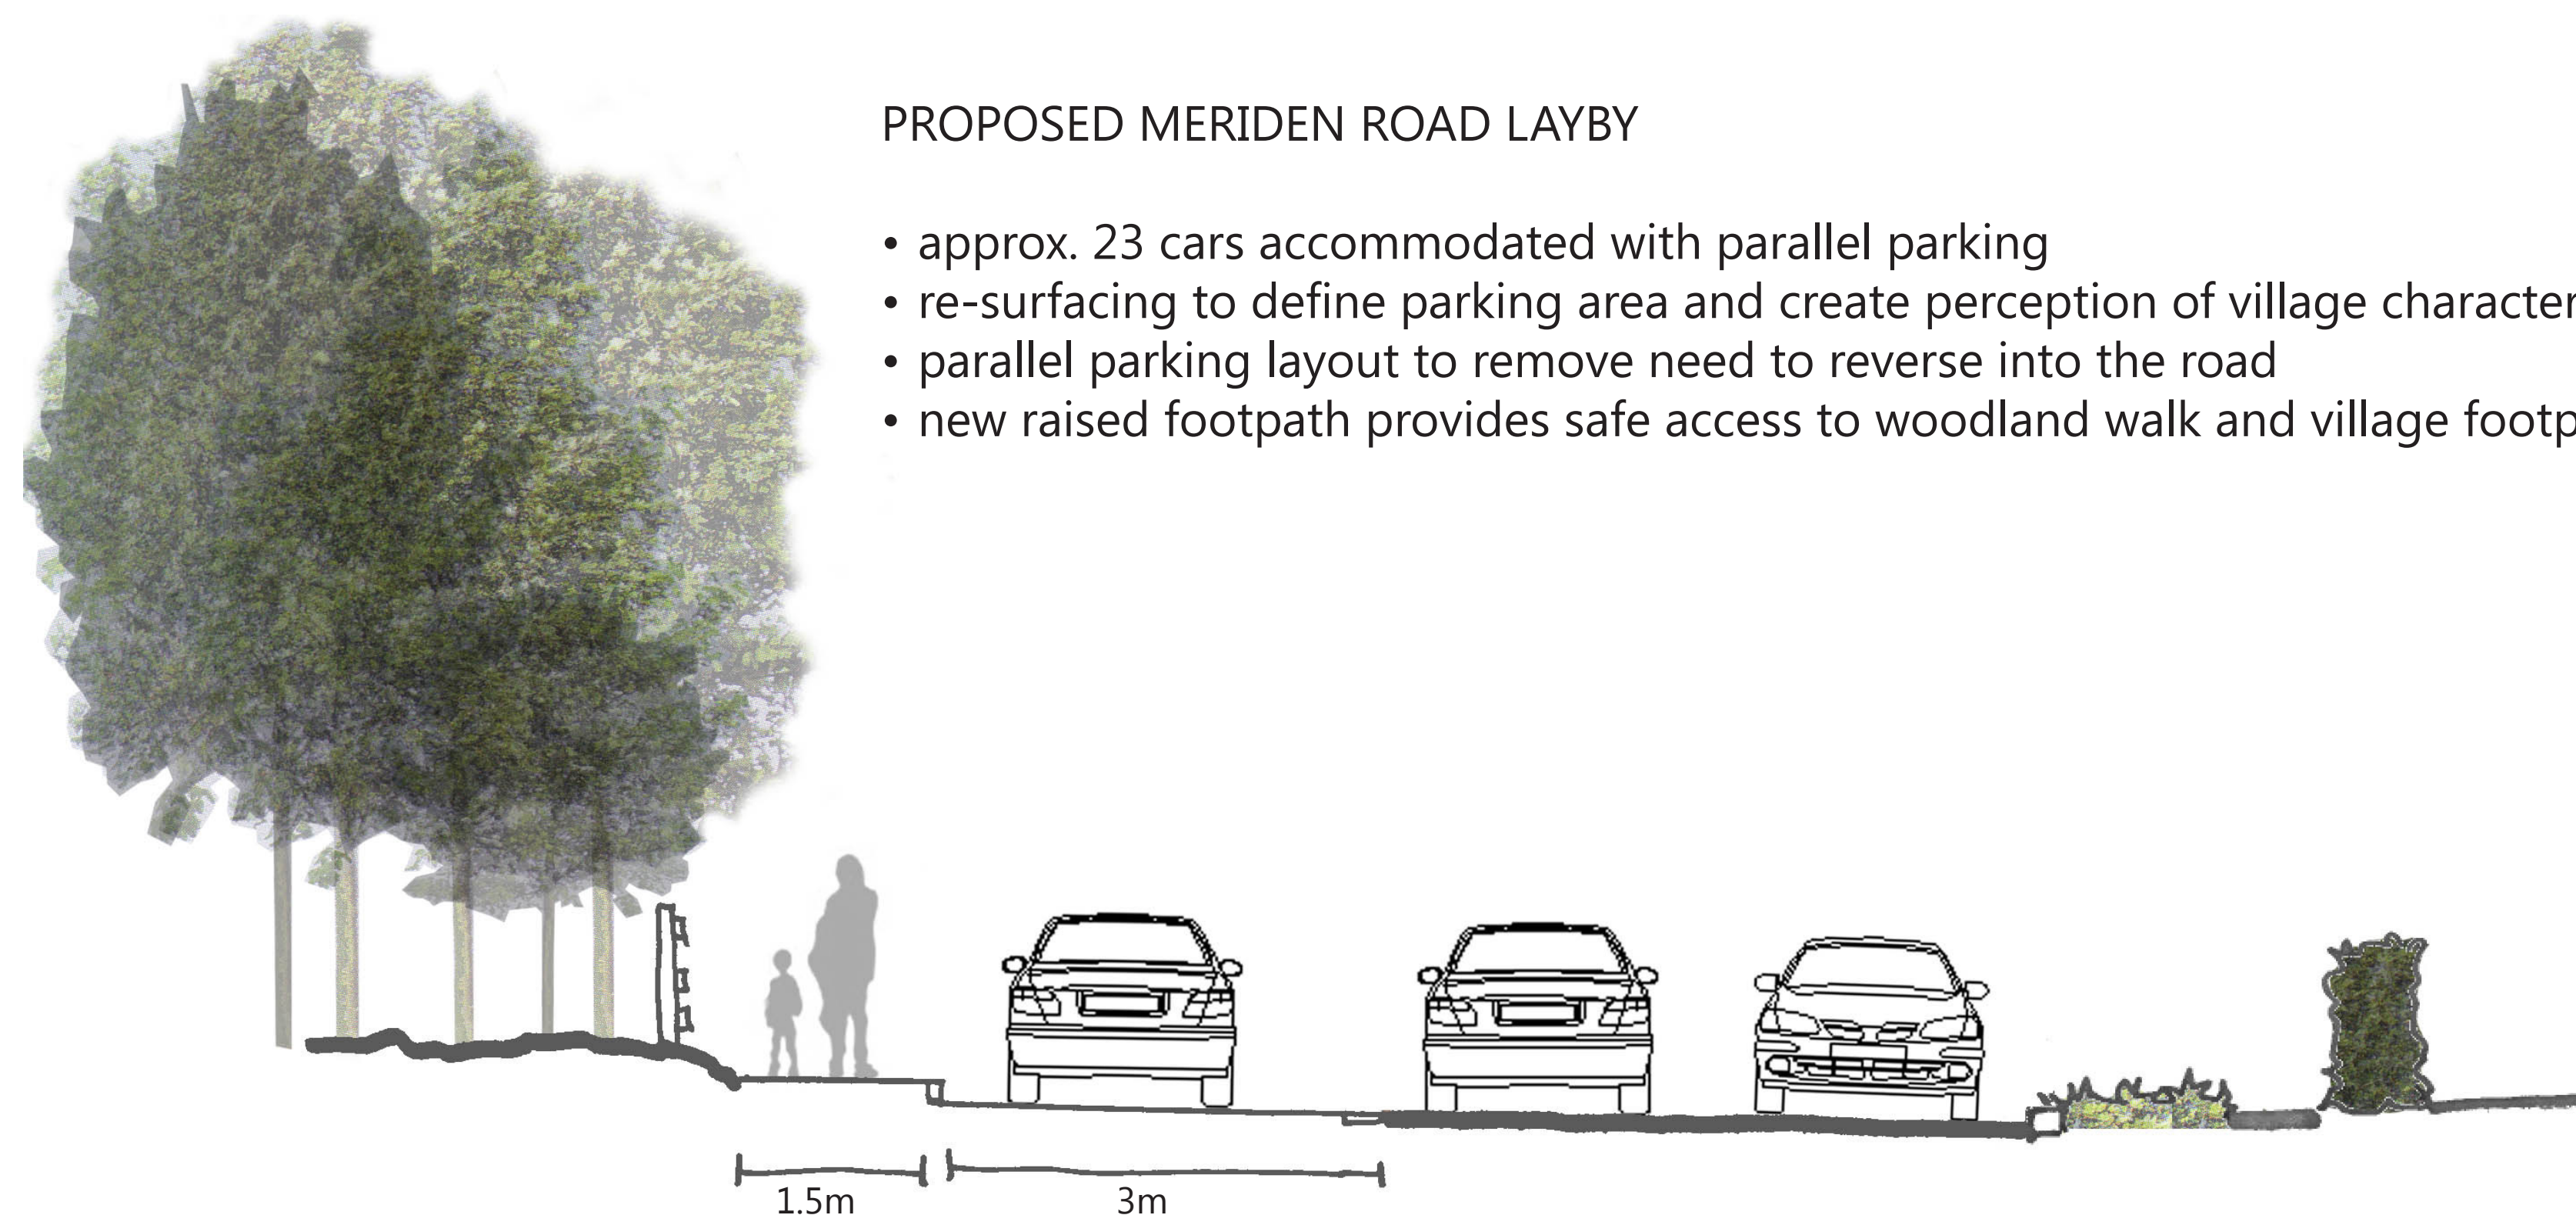 PROPOSED MERIDEN ROAD LAYBY
• approx. 23 cars accommodated with parallel parking
• re-surfacing to define parking area and create perception of village character
• parallel parking layout to remove need to reverse into the road
• new raised footpath provides safe access to woodland walk and village footp
1.5m
3m